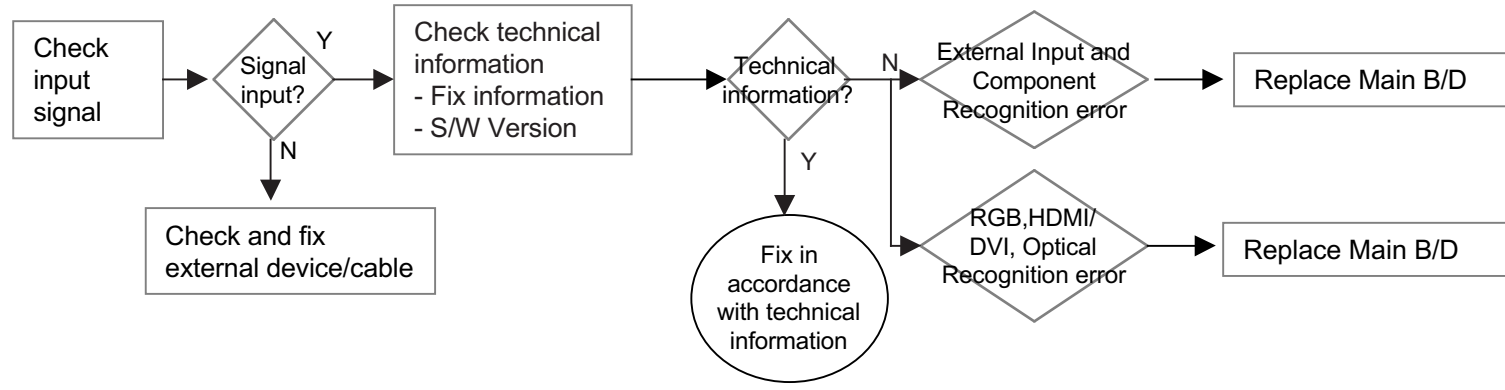 Check
input
signal
Signal
input?
Y
N
Check and fix
external device/cable
Check technical
information
- Fix information
- S/W Version
Technical
information?
N
Y
Fix in
accordance
with technical
information
External Input and
Component
Recognition error
Replace Main B/D
RGB,HDMI/
DVI, Optical
Recognition error
Replace Main B/D